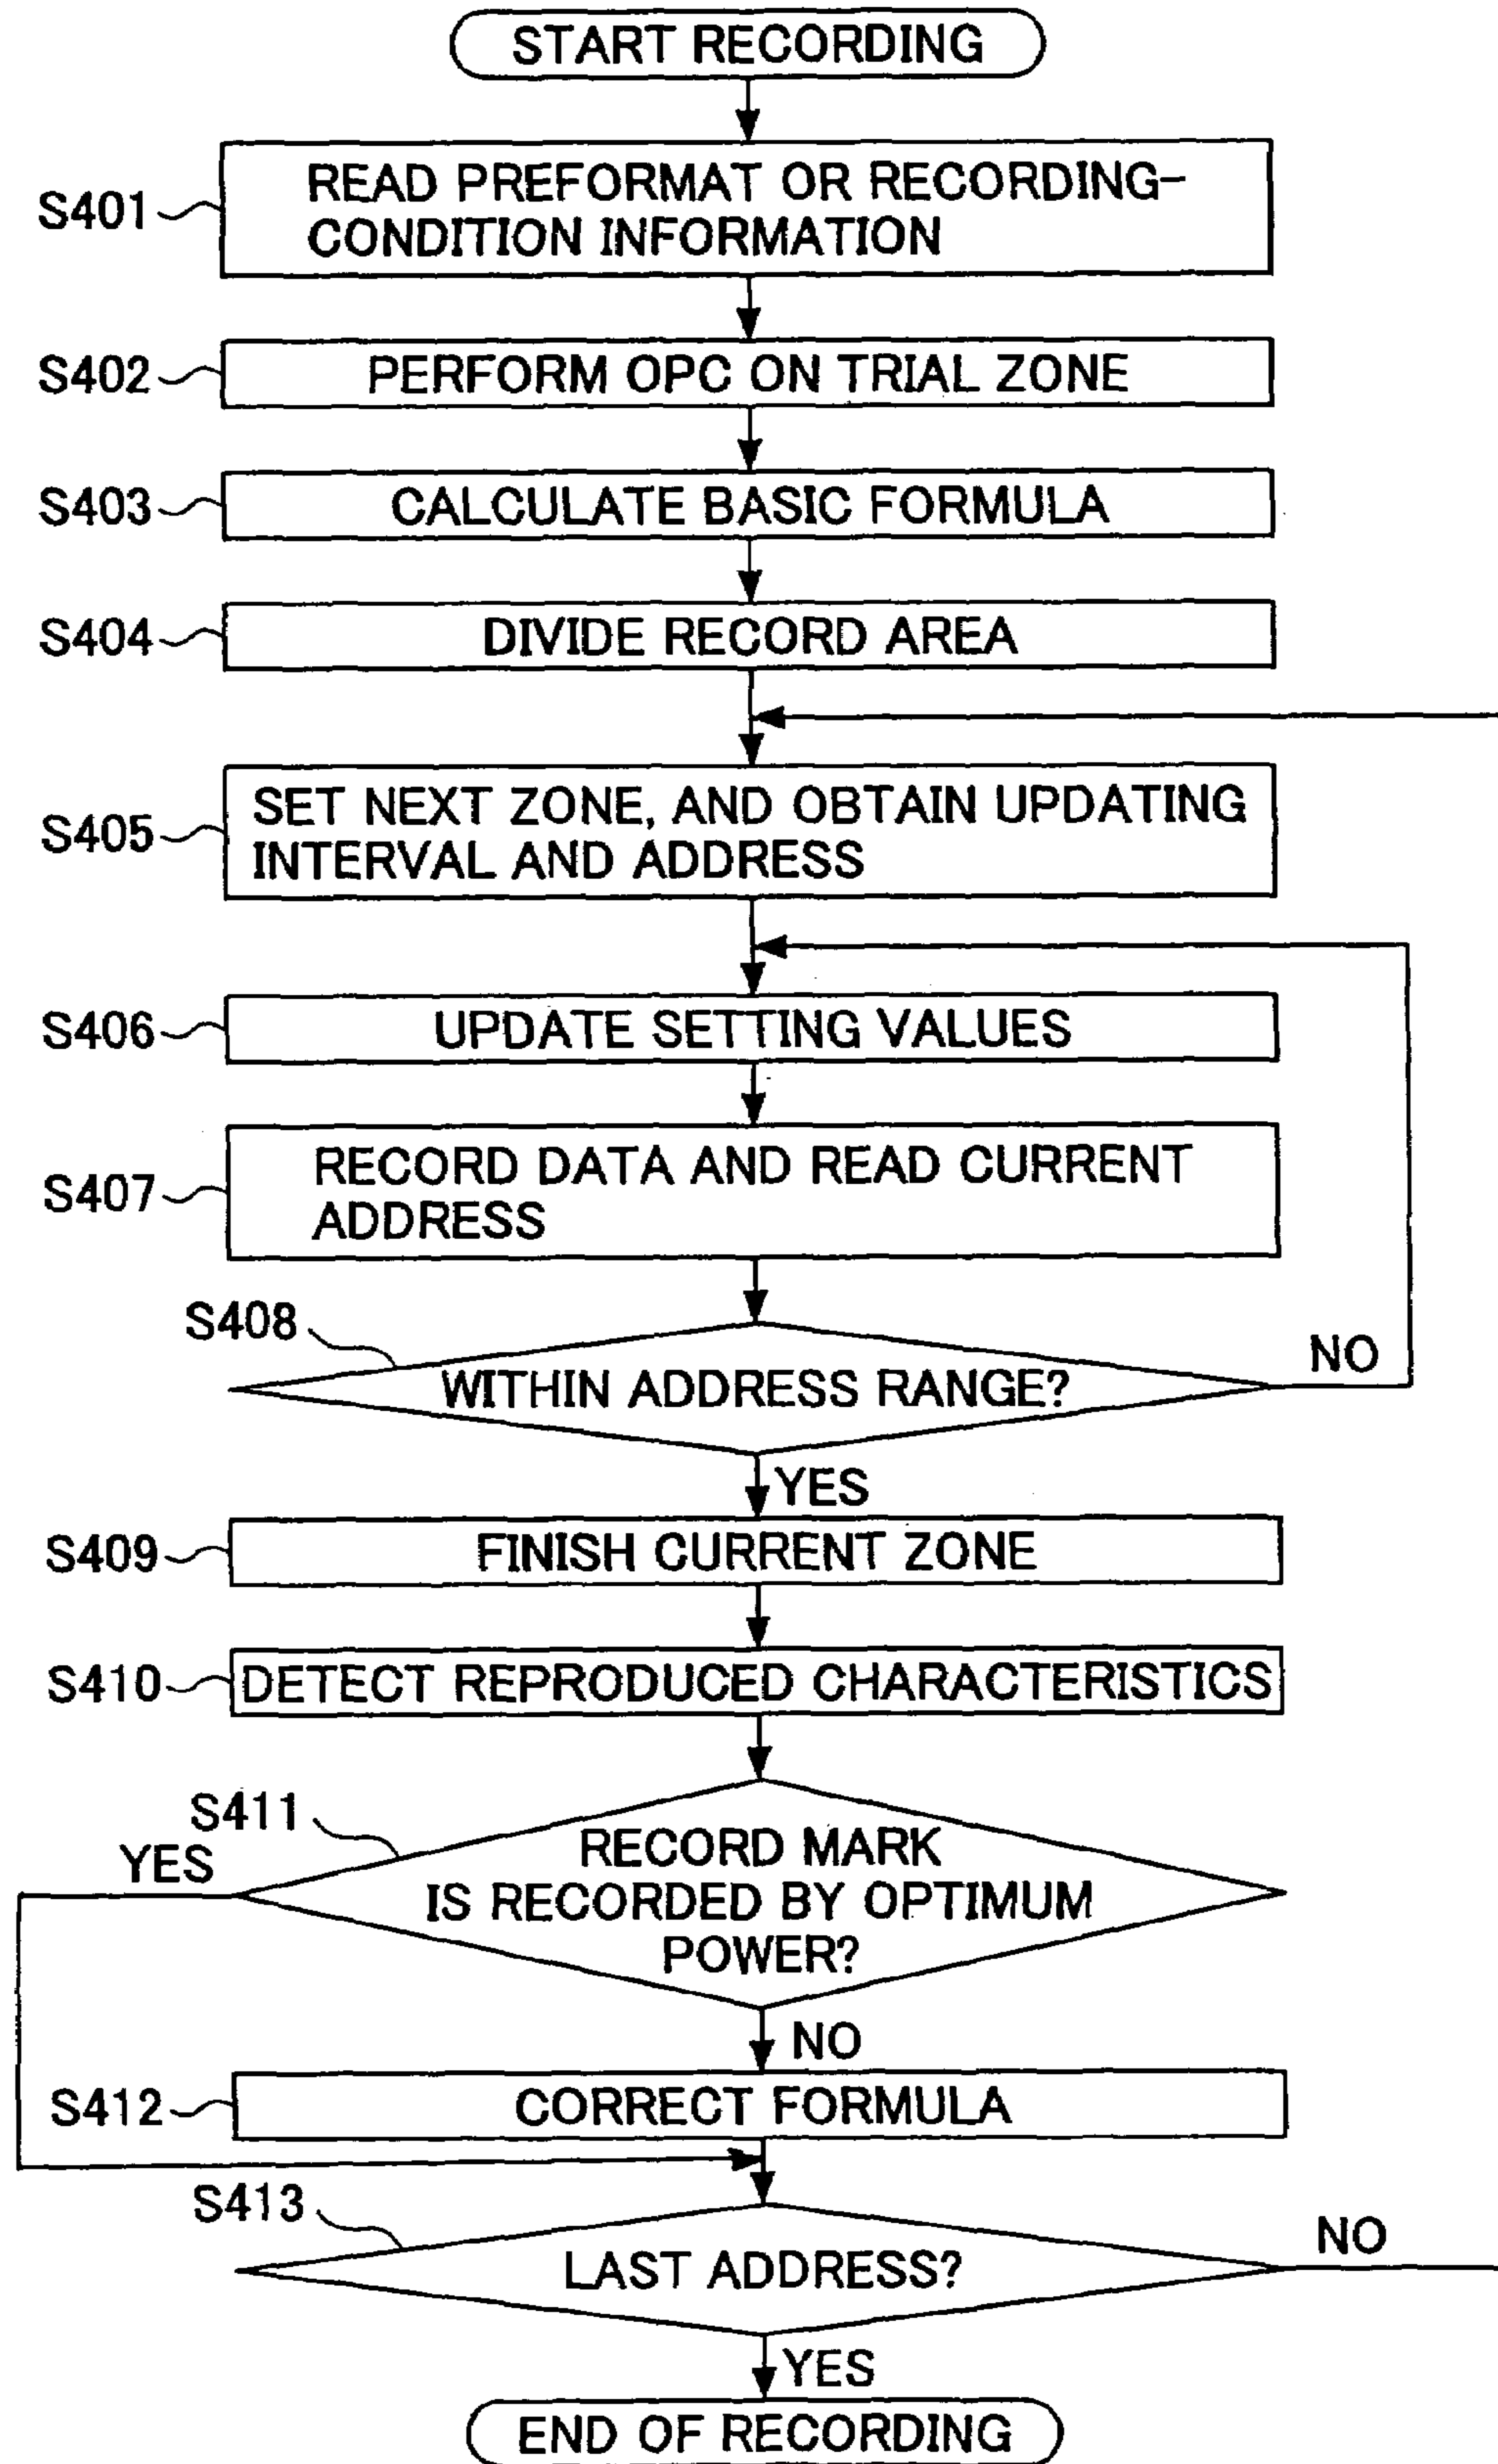 START RECORDING
S401
READ PREFORMAT OR RECORDING-
CONDITION INFORMATION
S402
PERFORM OPC ON TRIAL ZONE
S403
CALCULATE BASIC FORMULA
S404
DIVIDE RECORD AREA
S405
SET NEXT ZONE, AND OBTAIN UPDATING
INTERVAL AND ADDRESS
S406
UPDATE SETTING VALUES
S407
RECORD DATA AND READ CURRENT
ADDRESS
S408
WITHIN ADDRESS RANGE?
NO
YES
S409
FINISH CURRENT ZONE
S410
DETECT REPRODUCED CHARACTERISTICS
S411
YES
RECORD MARK
IS RECORDED BY OPTIMUM
POWER?
NO
S412
CORRECT FORMULA
S413
LAST ADDRESS?
NO
YES
END OF RECORDING